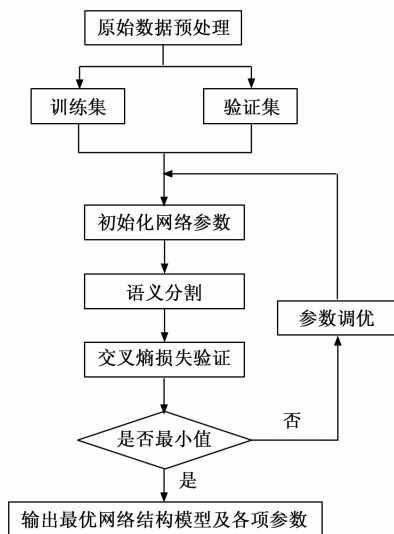 原始数据预处理
训练集
验证集
初始化网络参数
语义分割
参数调优
交叉熵损失验证
是否最小值
否
是
输出最优网络结构模型及各项参数